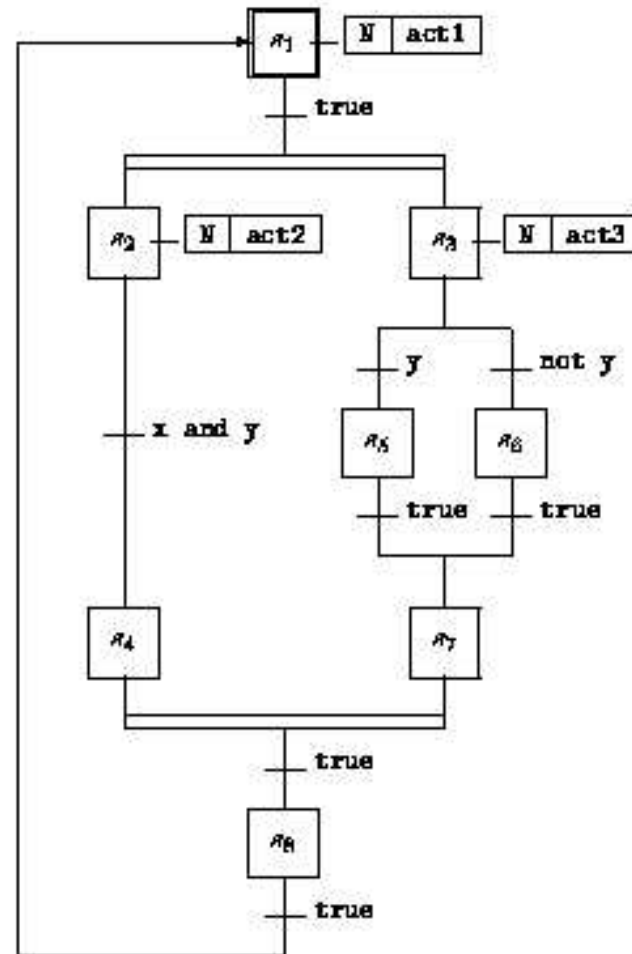 s1 N act1
true
s2 N act2 s3 N act3
y not y
x and y
s5 s6
true true
s4 s7
true
s8
true